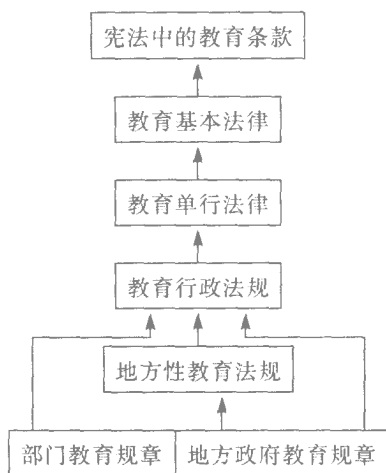 宪法中的教育条款
教育基本法律
教育单行法律
教育行政法规
地方性教育法规
部门教育规章
地方政府教育规章